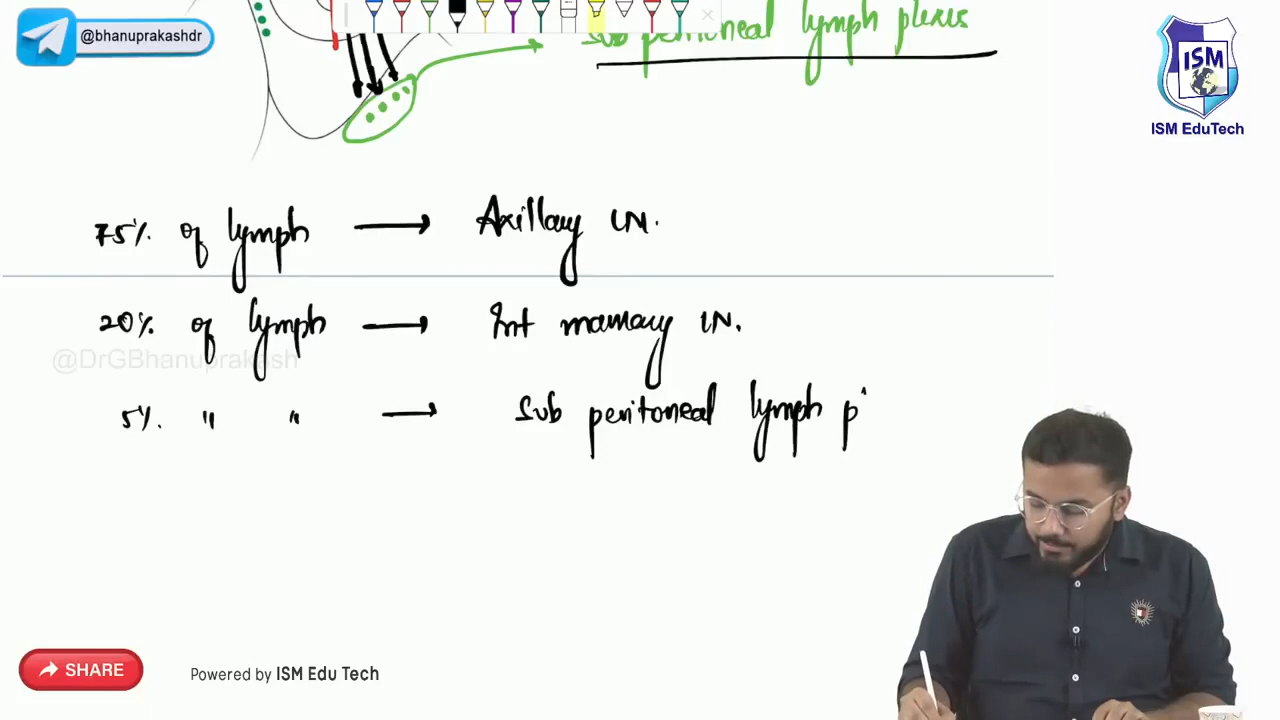 @bhanuprakashdr
Sub peritoneal lymph plexus
ISM
ISM EduTech
75% of lymph → Axillary LN.
20% of lymph → Int mammary LN.
@DrGBhanuprakash
5% " " → Sub peritoneal lymph p
SHARE
Powered by ISM Edu Tech